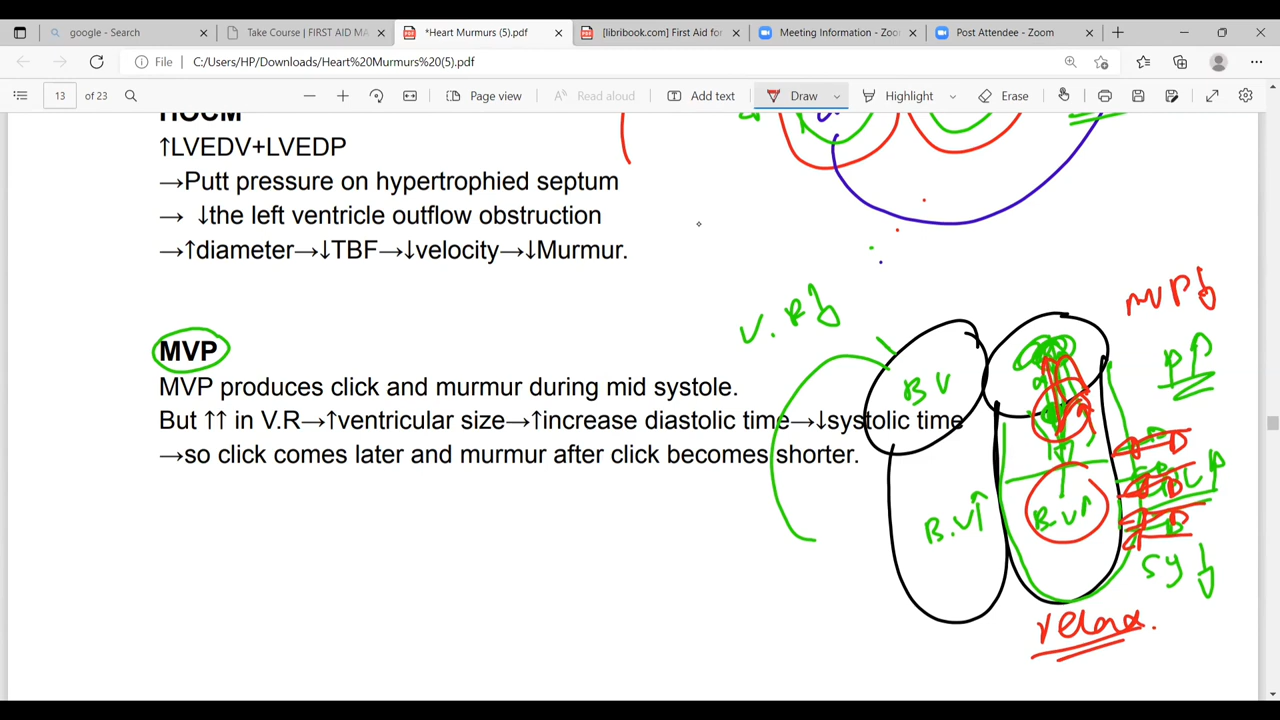 google - Search
Take Course | FIRST AID MA
*Heart Murmurs (5).pdf
[libribook.com] First Aid for
Meeting Information - Zoo
Post Attendee - Zoom
File
C:/Users/HP/Downloads/Heart%20Murmurs%20(5).pdf
13 of 23
Page view
Read aloud
Add text
Draw
Highlight
Erase
HOCM
↑LVEDV+LVEDP
→Putt pressure on hypertrophied septum
→ ↓the left ventricle outflow obstruction
→↑diameter→↓TBF→↓velocity→↓Murmur.
V.R↓
MVP↓
P↑
MVP
MVP produces click and murmur during mid systole.
B V
But ↑↑ in V.R→↑ventricular size→↑increase diastolic time→↓systolic time
→so click comes later and murmur after click becomes shorter.
B.V↑
B.V↑
Sy↓
relax.